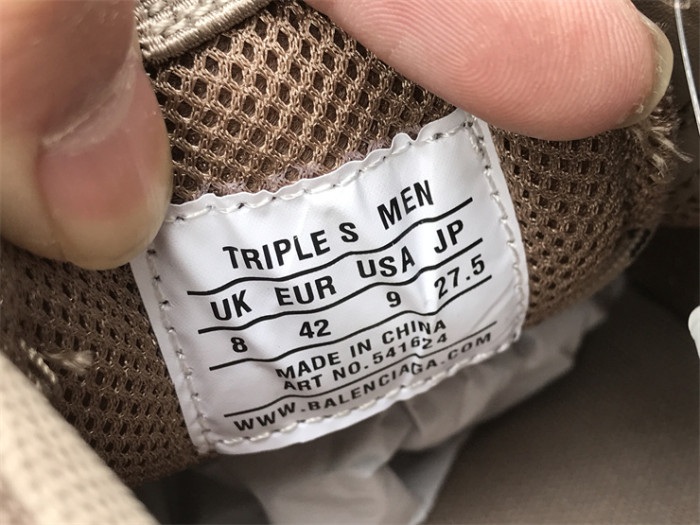 TRIPLE S MEN
UK EUR USA JP
8 42 9 27.5
MADE IN CHINA
ART NO.541624
WWW.BALENCIAGA.COM